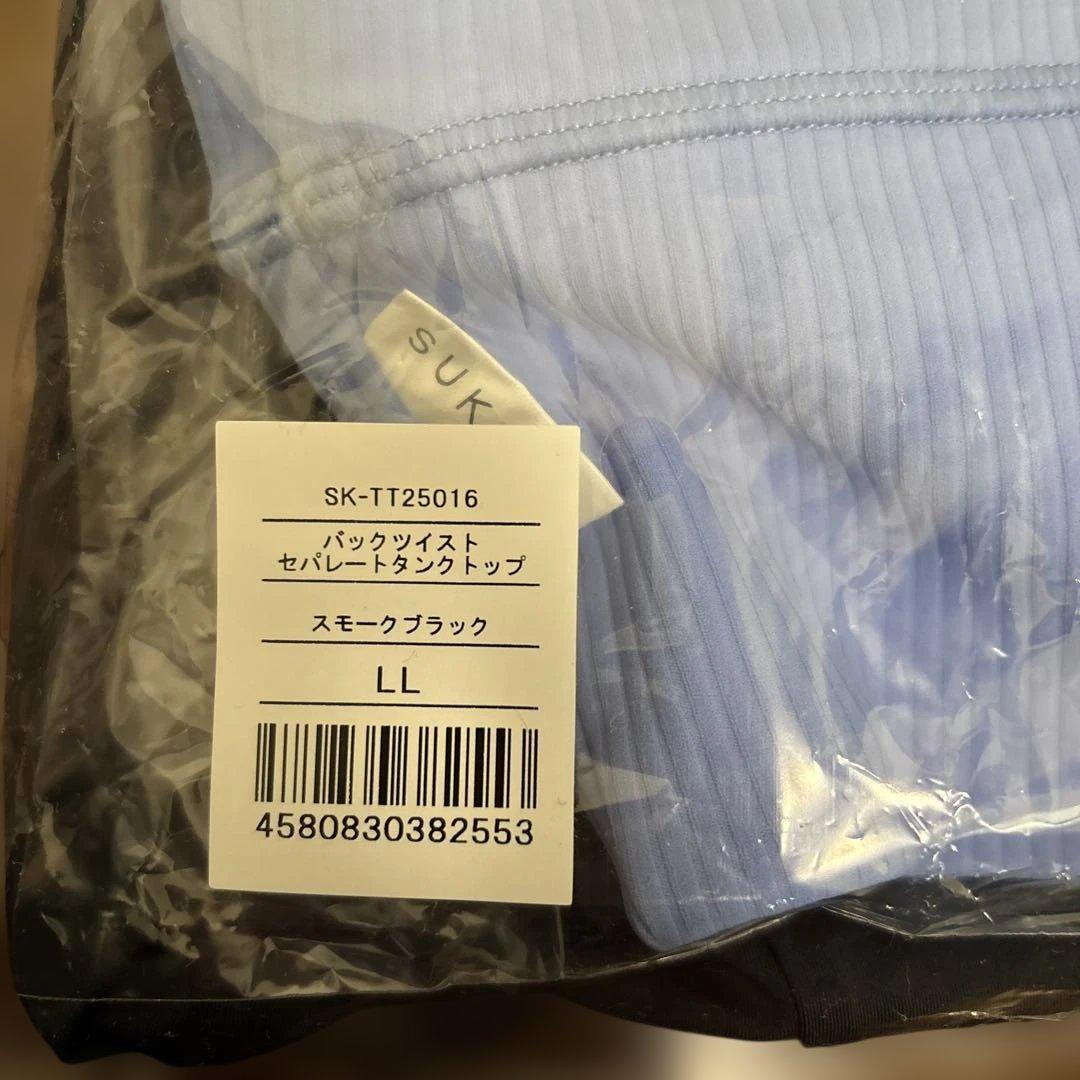 SUK
SK-TT25016
バックツイスト
セパレートタンクトップ
スモークブラック
LL
4580830382553